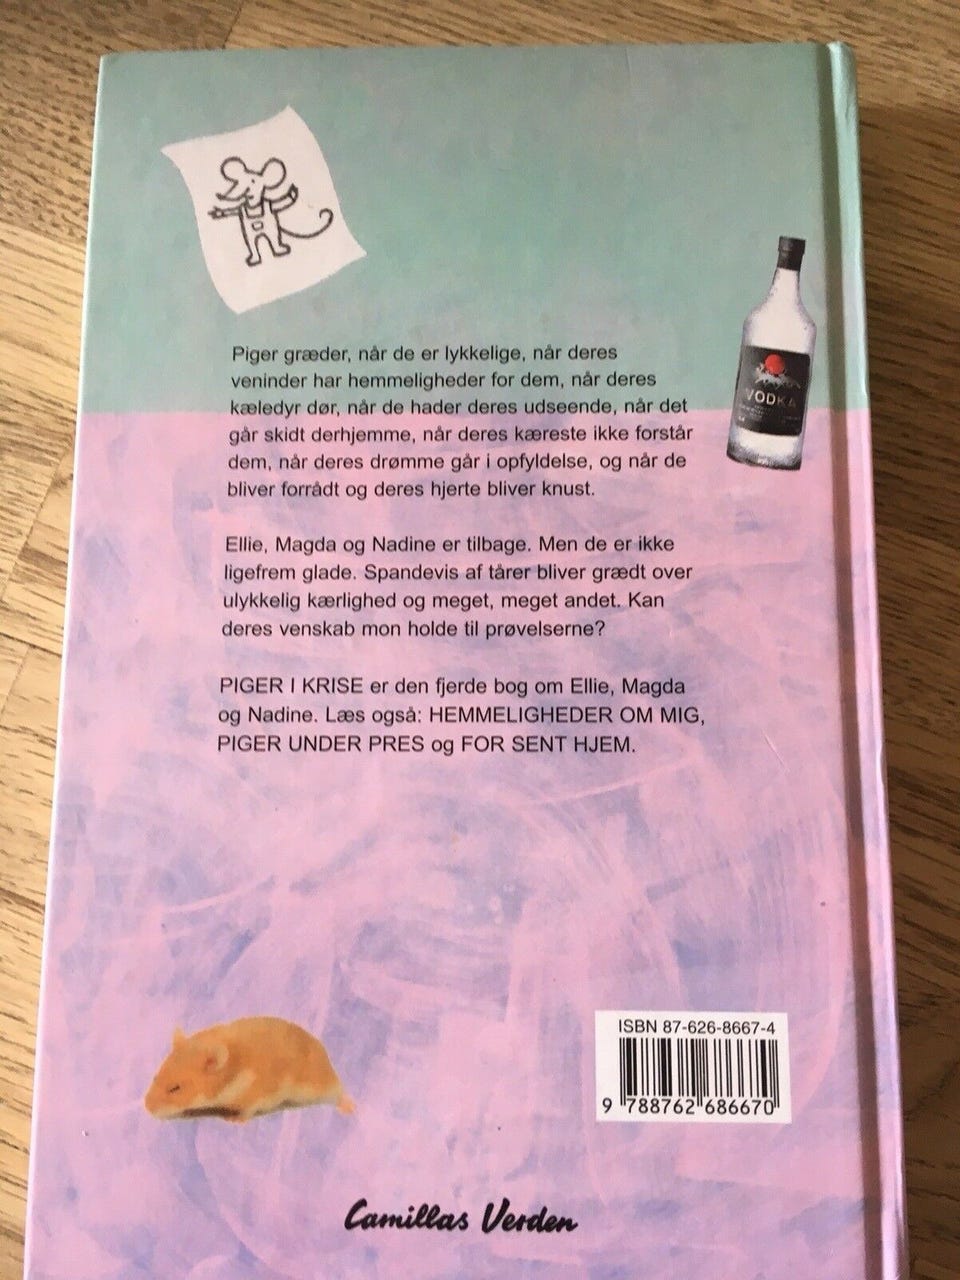 VODKA
Piger græder, når de er lykkelige, når deres
veninder har hemmeligheder for dem, når deres
kæledyr dør, når de hader deres udseende, når det
går skidt derhjemme, når deres kæreste ikke forstår
dem, når deres drømme går i opfyldelse, og når de
bliver forrådt og deres hjerte bliver knust.
Ellie, Magda og Nadine er tilbage. Men de er ikke
ligefrem glade. Spandevis af tårer bliver grædt over
ulykkelig kærlighed og meget, meget andet. Kan
deres venskab mon holde til prøvelserne?
PIGER I KRISE er den fjerde bog om Ellie, Magda
og Nadine. Læs også: HEMMELIGHEDER OM MIG,
PIGER UNDER PRES og FOR SENT HJEM.
ISBN 87-626-8667-4
9 788762 686670
Camillas Verden